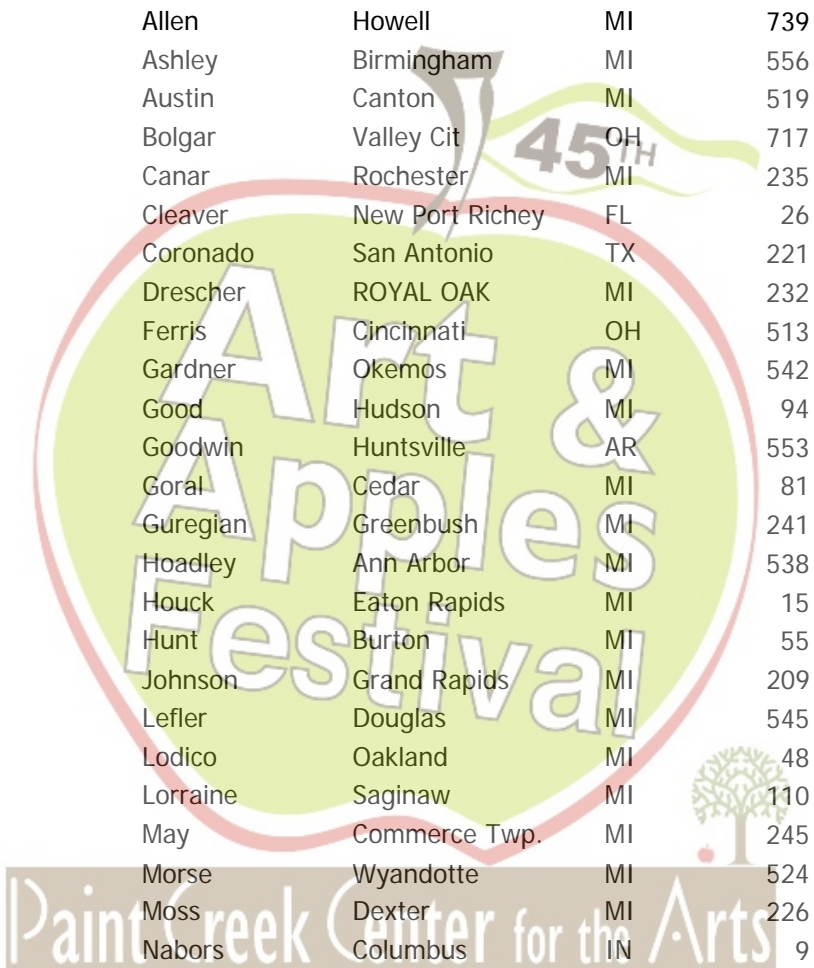 Allen Howell MI 739
Ashley Birmingham MI 556
Austin Canton MI 519
Bolgar Valley Cit OH 717
45TH
Canar Rochester MI 235
Cleaver New Port Richey FL 26
Coronado San Antonio TX 221
Drescher ROYAL OAK MI 232
Ferris Cincinnati OH 513
Gardner Okemos MI 542
Good Hudson MI 94
Goodwin Huntsville AR 553
Goral Cedar MI 81
Guregian Greenbush MI 241
Hoadley Ann Arbor MI 538
Houck Eaton Rapids MI 15
Hunt Burton MI 55
Johnson Grand Rapids MI 209
Lefler Douglas MI 545
Lodico Oakland MI 48
Lorraine Saginaw MI 110
May Commerce Twp. MI 245
Morse Wyandotte MI 524
Moss Dexter MI 226
Nabors Columbus IN 9
Art &
Apples
Festival
Paint Creek Center for the Arts